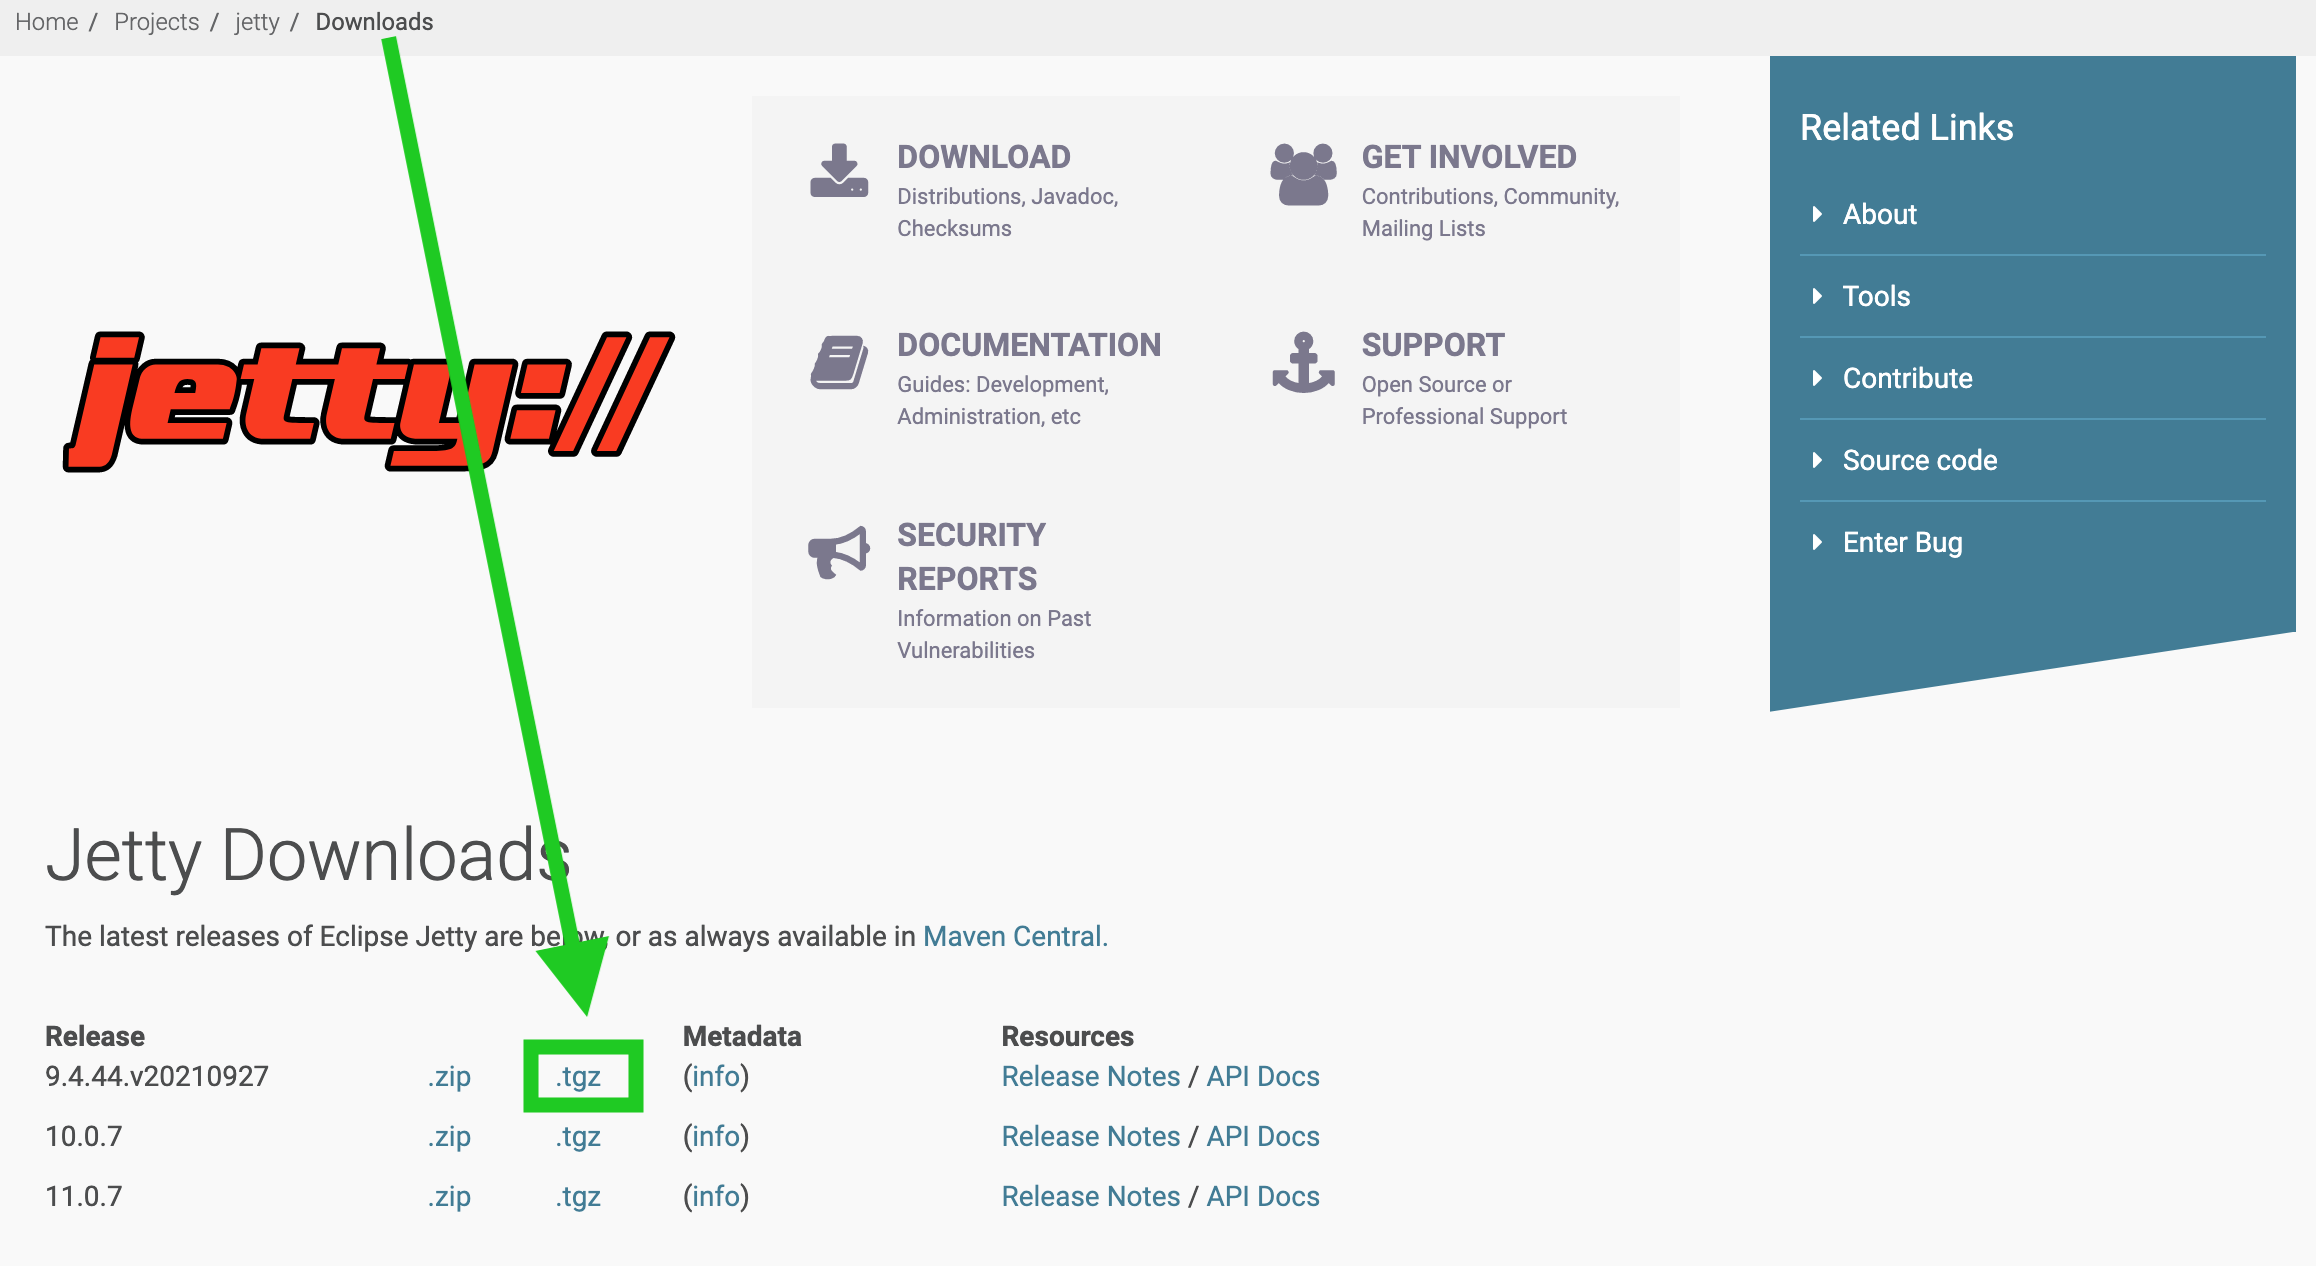 Home / Projects / jetty / Downloads
jetty://
DOWNLOAD
Distributions, Javadoc,
Checksums
GET INVOLVED
Contributions, Community,
Mailing Lists
DOCUMENTATION
Guides: Development,
Administration, etc
SUPPORT
Open Source or
Professional Support
SECURITY
REPORTS
Information on Past
Vulnerabilities
Related Links
About
Tools
Contribute
Source code
Enter Bug
Jetty Downloads
The latest releases of Eclipse Jetty are below, or as always available in Maven Central.
Release Metadata Resources
9.4.44.v20210927 .zip .tgz (info) Release Notes / API Docs
10.0.7 .zip .tgz (info) Release Notes / API Docs
11.0.7 .zip .tgz (info) Release Notes / API Docs